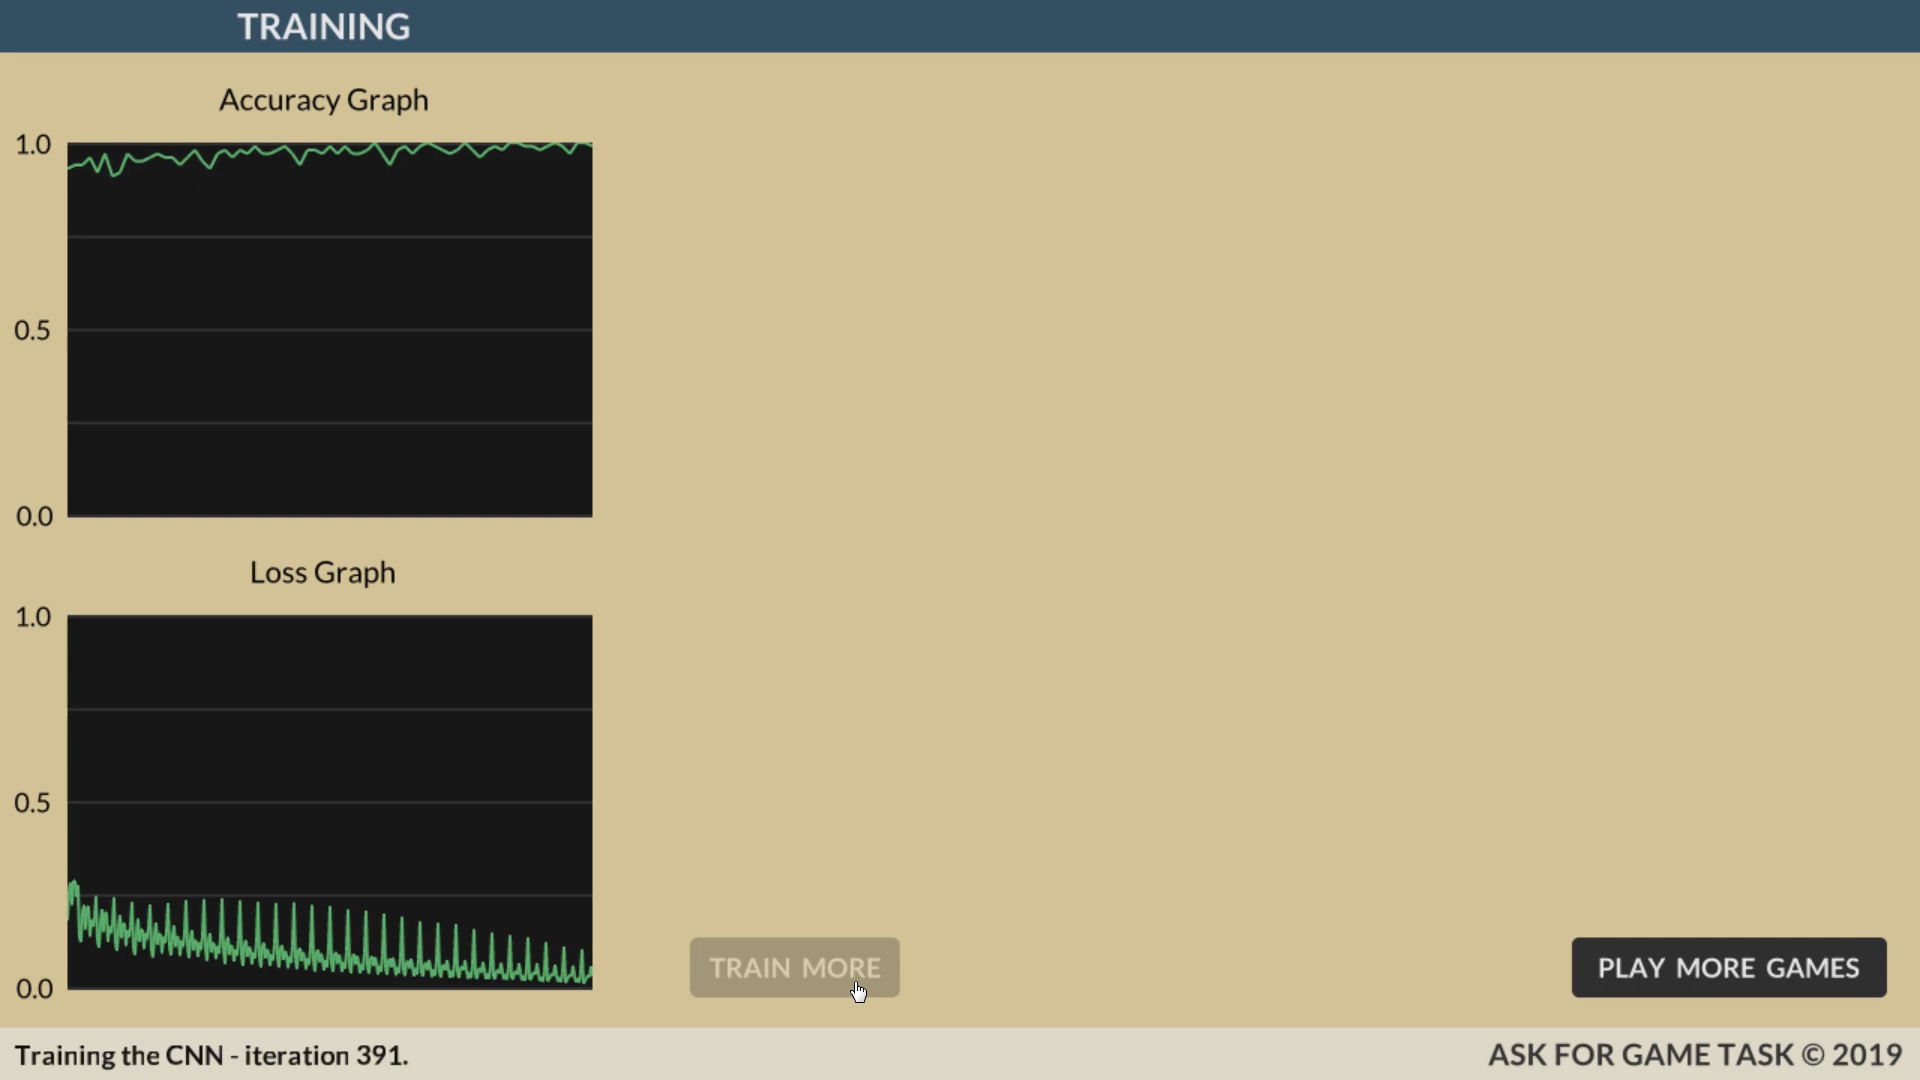 TRAINING
Accuracy Graph
1.0
0.5
0.0
Loss Graph
1.0
0.5
0.0
TRAIN MORE
PLAY MORE GAMES
Training the CNN - iteration 391.
ASK FOR GAME TASK © 2019